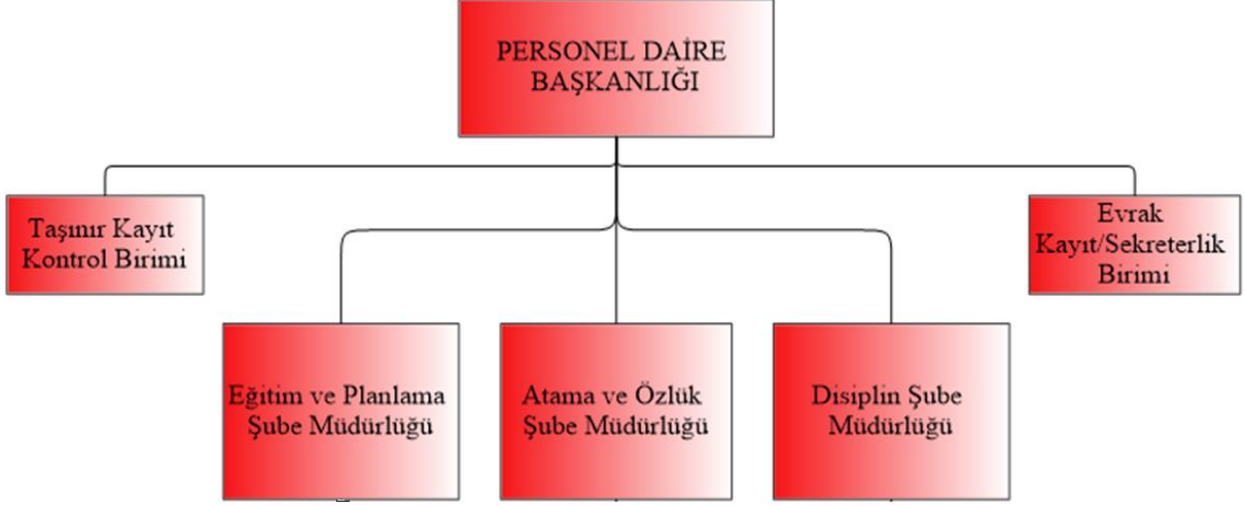 PERSONEL DAİRE
BAŞKANLIĞI
Taşınır Kayıt
Kontrol Birimi
Evrak
Kayıt/Sekreterlik
Birimi
Eğitim ve Planlama
Şube Müdürlüğü
Atama ve Özlük
Şube Müdürlüğü
Disiplin Şube
Müdürlüğü